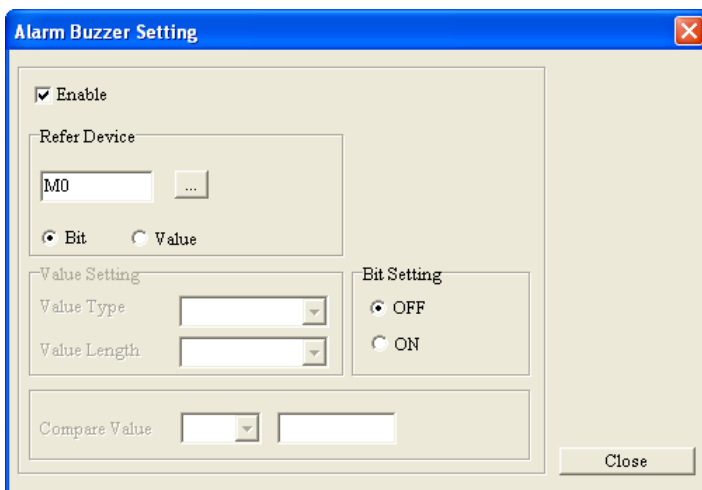 Alarm Buzzer Setting
Enable
Refer Device
M0
...
Bit
Value
Value Setting
Value Type
Value Length
Bit Setting
OFF
ON
Compare Value
Close